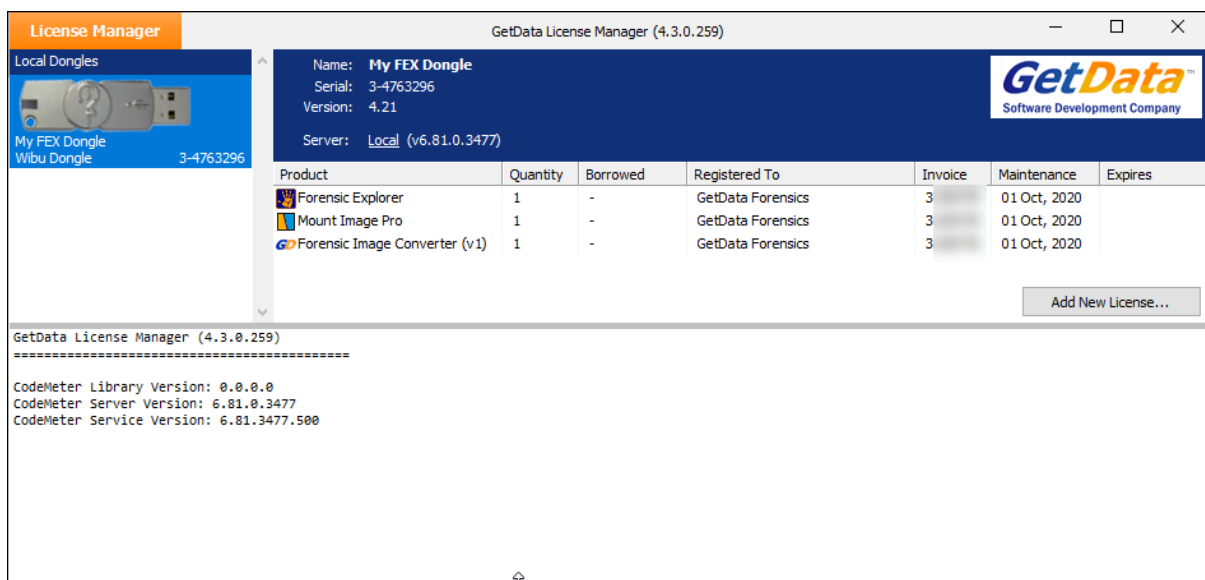 License Manager
GetData License Manager (4.3.0.259)
Local Dongles
My FEX Dongle
Wibu Dongle 3-4763296
Name: My FEX Dongle
Serial: 3-4763296
Version: 4.21
Server: Local (v6.81.0.3477)
GetData™
Software Development Company
Product Quantity Borrowed Registered To Invoice Maintenance Expires
Forensic Explorer 1 - GetData Forensics 3 01 Oct, 2020
Mount Image Pro 1 - GetData Forensics 3 01 Oct, 2020
GD Forensic Image Converter (v1) 1 - GetData Forensics 3 01 Oct, 2020
Add New License...
GetData License Manager (4.3.0.259)
============================================
CodeMeter Library Version: 0.0.0.0
CodeMeter Server Version: 6.81.0.3477
CodeMeter Service Version: 6.81.3477.500